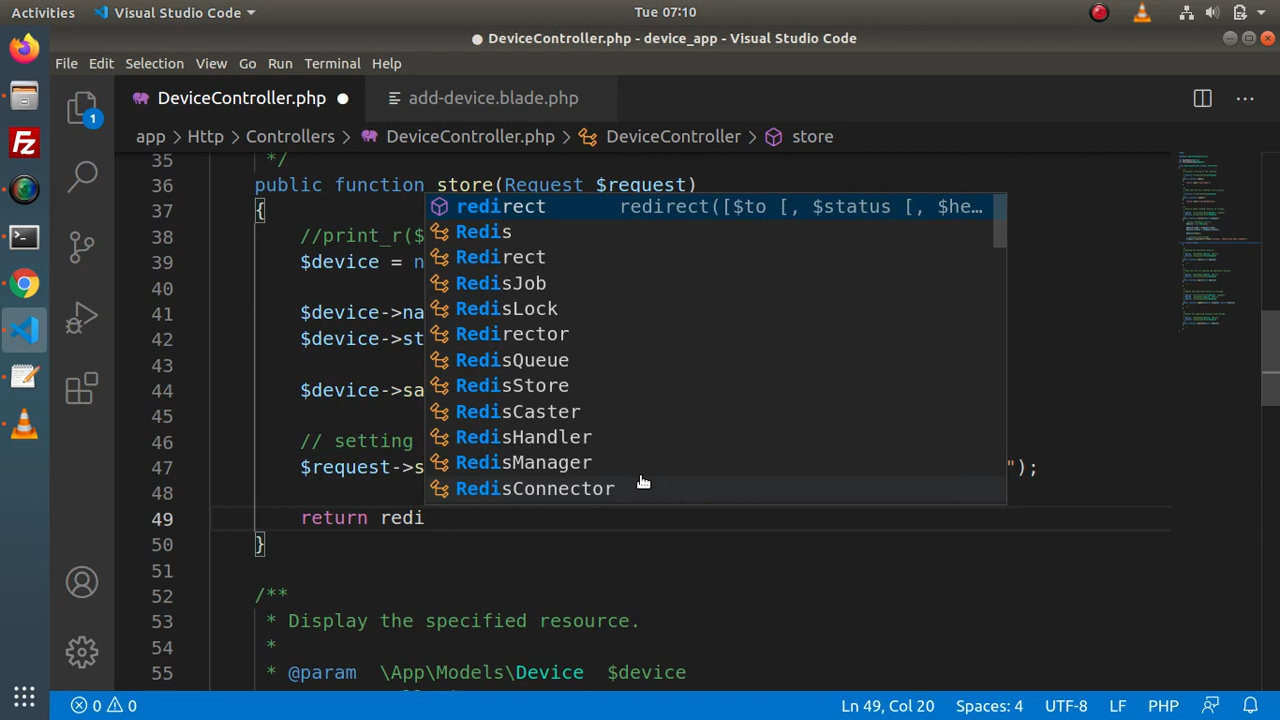 Activities Visual Studio Code Tue 07:10
● DeviceController.php - device_app - Visual Studio Code
File Edit Selection View Go Run Terminal Help
DeviceController.php ● add-device.blade.php
app > Http > Controllers > DeviceController.php > DeviceController > store
35 */
36 public function store(Request $request)
37 {
redirect redirect([$to [, $status [, $he…
38 //print_r($
Redis
39 $device = n
Redirect
40
RedisJob
41 $device->na
RedisLock
42 $device->st
Redirector
43
RedisQueue
44 $device->sa
RedisStore
45
RedisCaster
46 // setting
RedisHandler
47 $request->s ");
RedisManager
48
RedisConnector
49 return redi
50 }
51
52 /**
53 * Display the specified resource.
54 *
55 * @param \App\Models\Device $device
1
0 0 Ln 49, Col 20 Spaces: 4 UTF-8 LF PHP